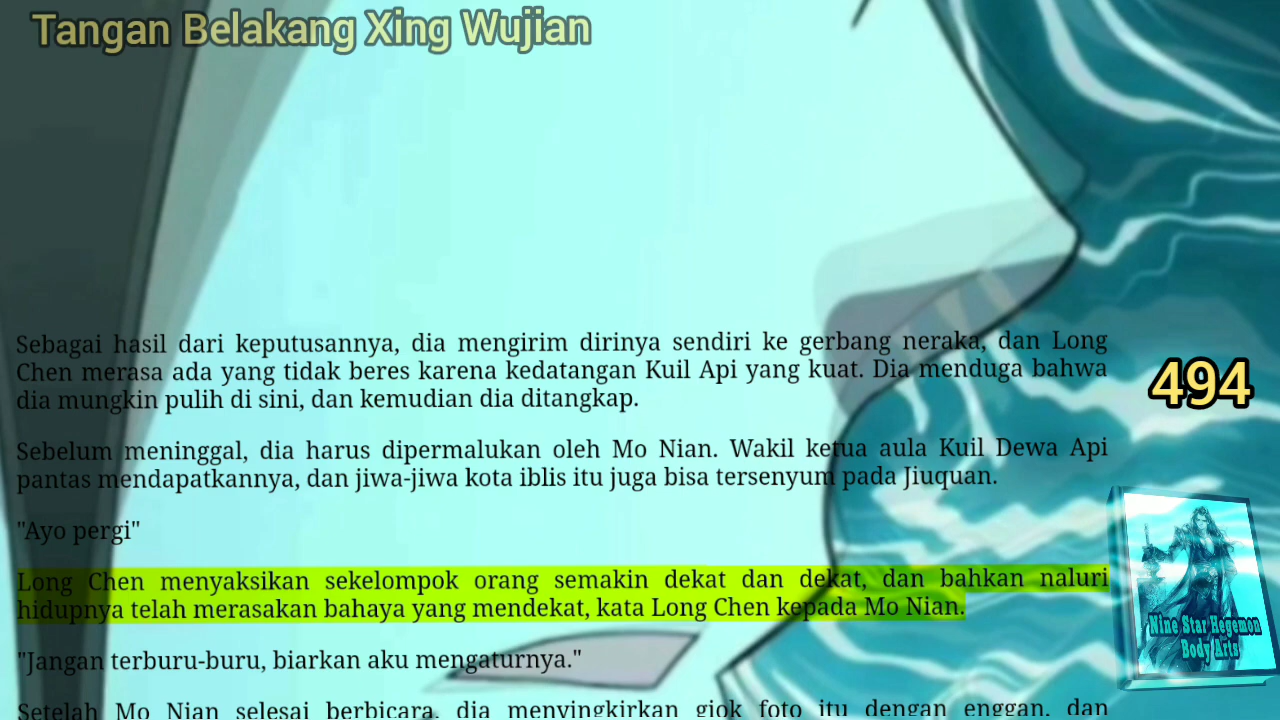 Tangan Belakang Xing Wujian
Sebagai hasil dari keputusannya, dia mengirim dirinya sendiri ke gerbang neraka, dan Long
Chen merasa ada yang tidak beres karena kedatangan Kuil Api yang kuat. Dia menduga bahwa
dia mungkin pulih di sini, dan kemudian dia ditangkap.
494
Sebelum meninggal, dia harus dipermalukan oleh Mo Nian. Wakil ketua aula Kuil Dewa Api
pantas mendapatkannya, dan jiwa-jiwa kota iblis itu juga bisa tersenyum pada Jiuquan.
"Ayo pergi"
Long Chen menyaksikan sekelompok orang semakin dekat dan dekat, dan bahkan naluri
hidupnya telah merasakan bahaya yang mendekat, kata Long Chen kepada Mo Nian.
Nine Star Hegemon
Body Arts
"Jangan terburu-buru, biarkan aku mengaturnya."
Setelah Mo Nian selesai berbicara, dia menyingkirkan giok foto itu dengan enggan, dan